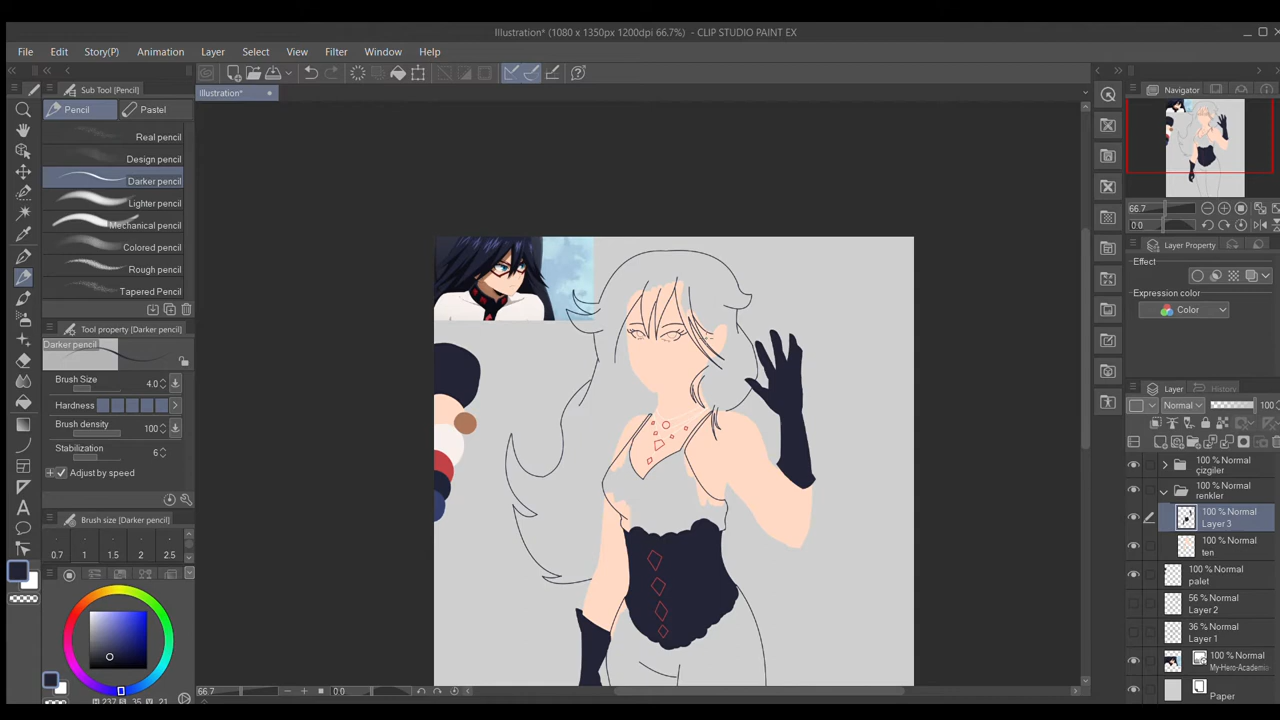 Illustration* (1080 x 1350px 1200dpi 66.7%) - CLIP STUDIO PAINT EX
File Edit Story(P) Animation Layer Select View Filter Window Help
Sub Tool [Pencil]
Pencil Pastel
Real pencil
Design pencil
Darker pencil
Lighter pencil
Mechanical pencil
Colored pencil
Rough pencil
Tapered Pencil
Tool property [Darker pencil]
Darker pencil
Brush Size 4.0
Hardness
Brush density 100
Stabilization 6
Adjust by speed
Brush size [Darker pencil]
0.7 1 1.5 2 2.5
H 237 S 35 V 21
Illustration*
66.7 0.0
Navigator
66.7
0.0
Layer Property
Effect
Expression color
Color
Layer History
Normal 100
100 % Normal
çizgiler
100 % Normal
renkler
100 % Normal
Layer 3
100 % Normal
ten
100 % Normal
palet
56 % Normal
Layer 2
36 % Normal
Layer 1
100 % Normal
My-Hero-Academia
Paper